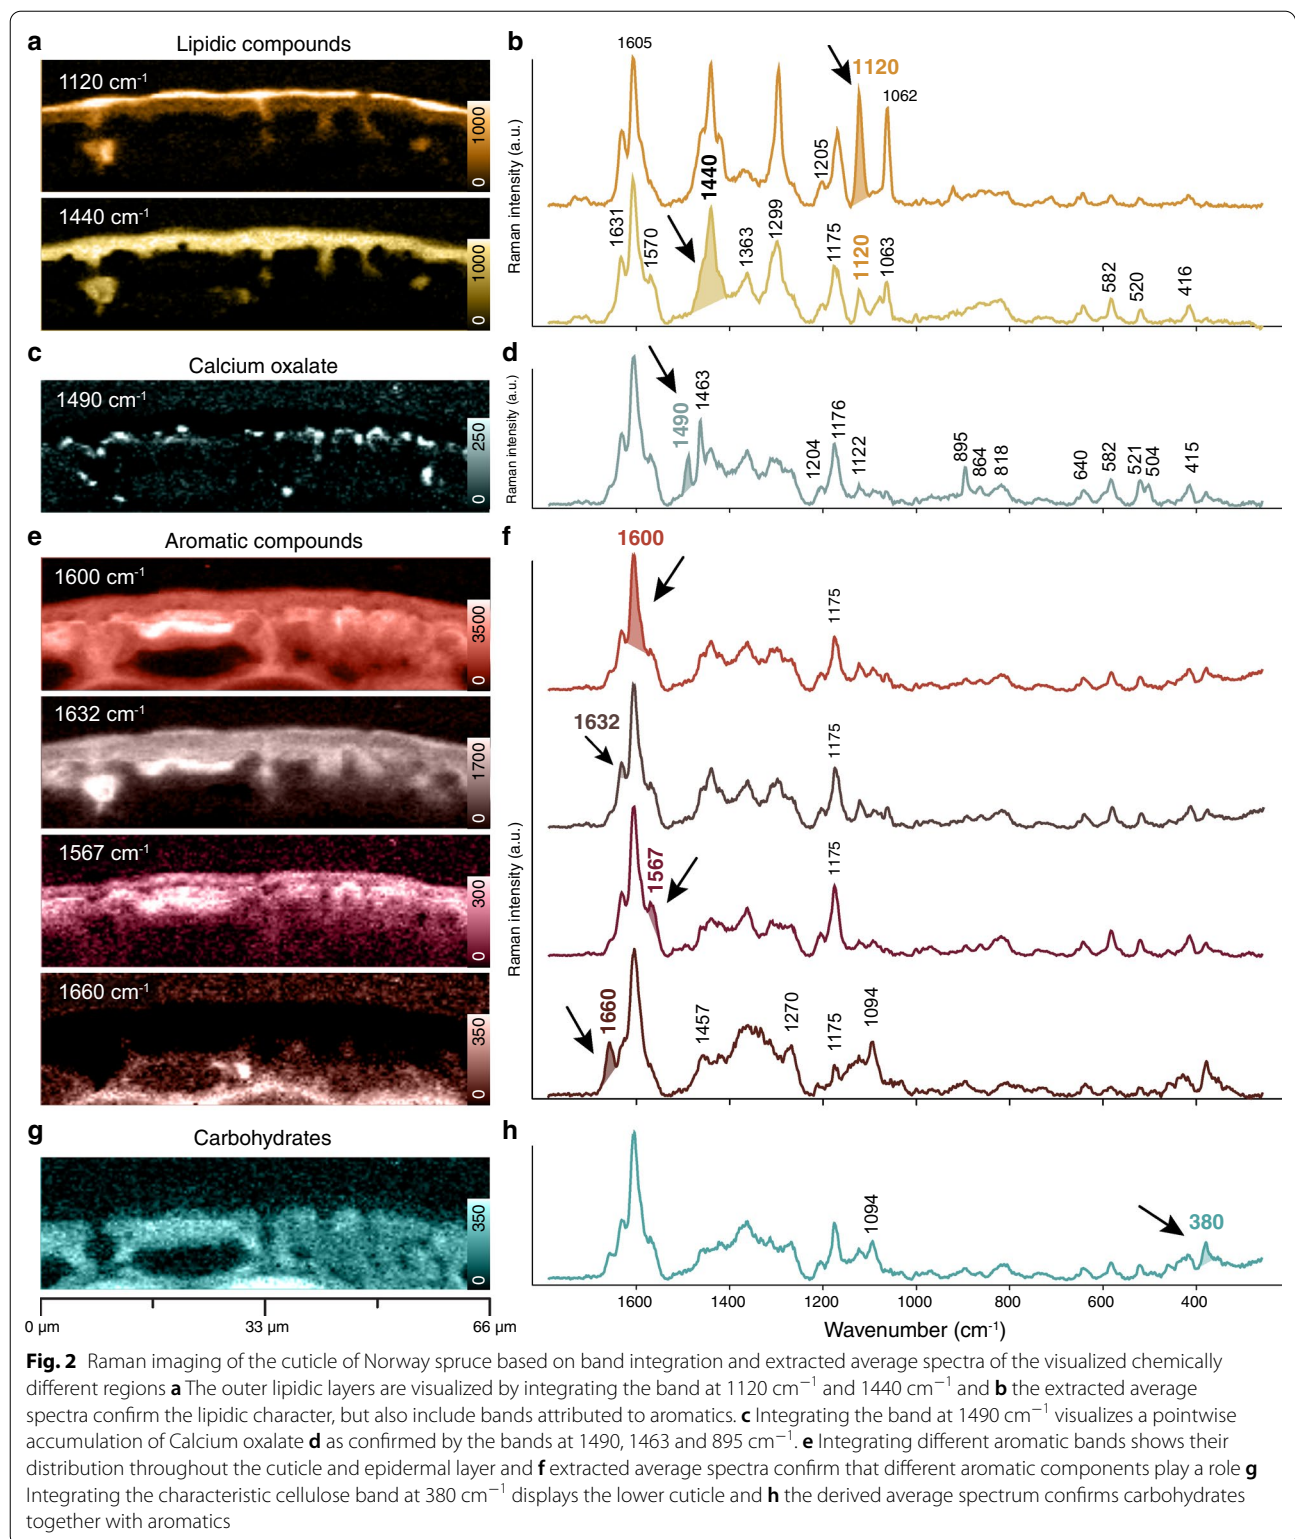 a
Lipidic compounds
1120 cm-1
1000
0
1440 cm-1
1000
0
b
Raman intensity (a.u.)
1605
1120
1062
1205
1440
1631
1570
1363
1299
1175
1120
1063
582
520
416
c
Calcium oxalate
1490 cm-1
250
0
d
Raman intensity (a.u.)
1490
1463
1204
1176
1122
895
864
818
640
582
521
504
415
e
Aromatic compounds
1600 cm-1
3500
0
1632 cm-1
1700
0
1567 cm-1
300
0
1660 cm-1
350
0
f
Raman intensity (a.u.)
1600
1175
1632
1175
1567
1175
1660
1457
1270
1175
1094
g
Carbohydrates
350
0
0 µm 33 µm 66 µm
h
1094
380
1600 1400 1200 1000 800 600 400
Wavenumber (cm-1)
Fig. 2 Raman imaging of the cuticle of Norway spruce based on band integration and extracted average spectra of the visualized chemically
different regions a The outer lipidic layers are visualized by integrating the band at 1120 cm−1 and 1440 cm−1 and b the extracted average
spectra confirm the lipidic character, but also include bands attributed to aromatics. c Integrating the band at 1490 cm−1 visualizes a pointwise
accumulation of Calcium oxalate d as confirmed by the bands at 1490, 1463 and 895 cm−1. e Integrating different aromatic bands shows their
distribution throughout the cuticle and epidermal layer and f extracted average spectra confirm that different aromatic components play a role g
Integrating the characteristic cellulose band at 380 cm−1 displays the lower cuticle and h the derived average spectrum confirms carbohydrates
together with aromatics